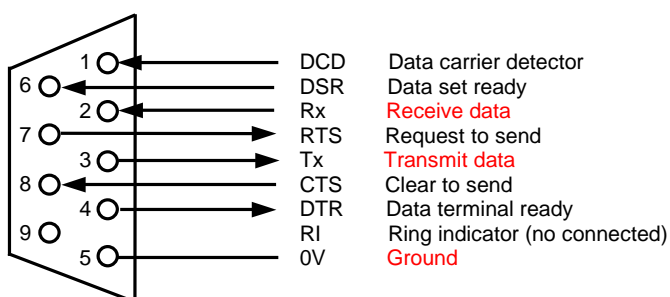 1 DCD Data carrier detector
6 DSR Data set ready
2 Rx Receive data
7 RTS Request to send
3 Tx Transmit data
8 CTS Clear to send
4 DTR Data terminal ready
9 RI Ring indicator (no connected)
5 0V Ground